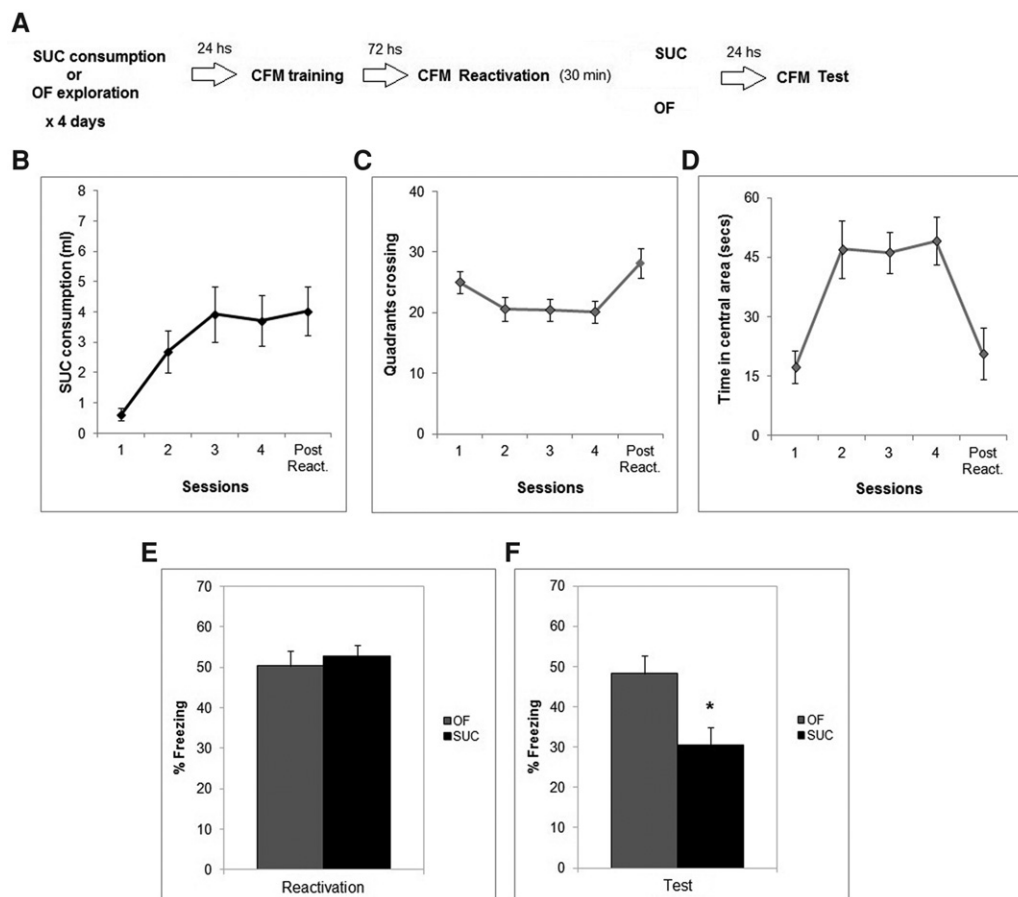 A
SUC consumption
or
OF exploration
x 4 days
24 hs
CFM training
72 hs
CFM Reactivation (30 min)
SUC
OF
24 hs
CFM Test
B
SUC consumption (ml)
8
7
6
5
4
3
2
1
0
1 2 3 4 Post
React.
Sessions
C
Quadrants crossing
40
30
20
10
0
1 2 3 4 Post
React.
Sessions
D
Time in central area (secs)
60
45
30
15
0
1 2 3 4 Post
React.
Sessions
E
% Freezing
70
60
50
40
30
20
10
0
Reactivation
OF
SUC
F
% Freezing
70
60
50
40
30
20
10
0
*
Test
OF
SUC